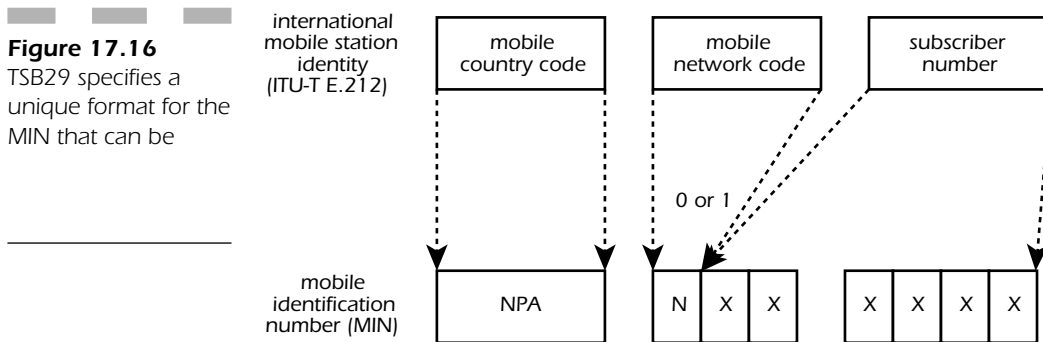 Figure 17.16
TSB29 specifies a
unique format for the
MIN that can be
international
mobile station
identity
(ITU-T E.212)
mobile
country code
mobile
network code
subscriber
number
0 or 1
mobile
identification
number (MIN)
NPA
N X X
X X X X